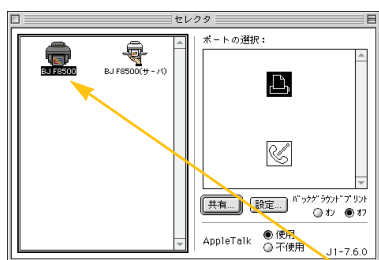 セレクタ
BJ F8500
BJ F8500(サーバ)
ポートの選択:
共有...
設定...
バックグラウンドプリント
オン
オフ
AppleTalk
使用
不使用
J1-7.6.0